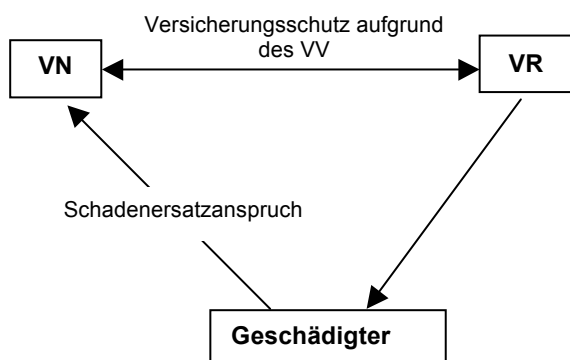 Versicherungsschutz aufgrund
des VV
VN
VR
Schadenersatzanspruch
Geschädigter